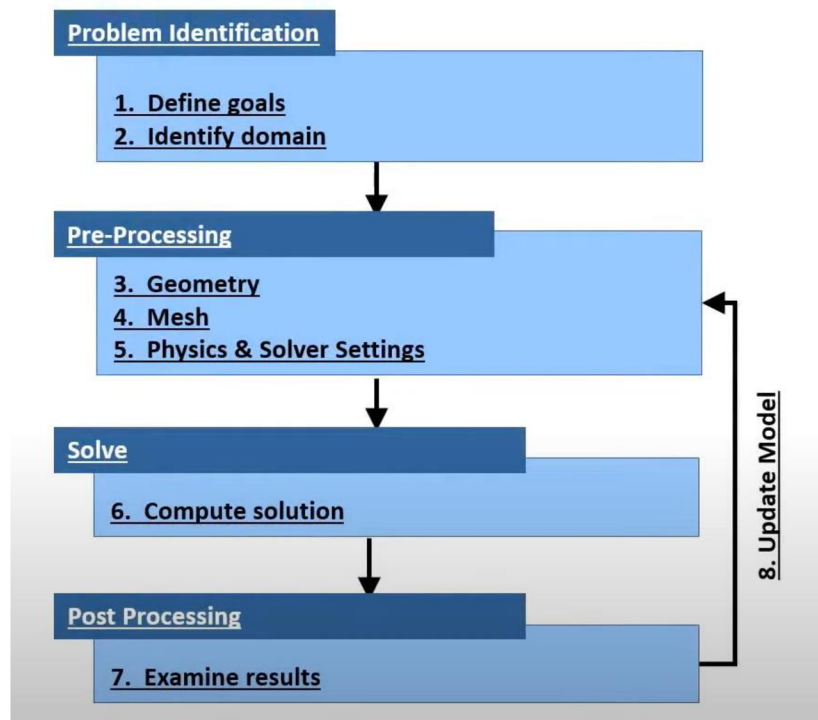 Problem Identification
1. Define goals
2. Identify domain
Pre-Processing
3. Geometry
4. Mesh
5. Physics & Solver Settings
Solve
6. Compute solution
Post Processing
7. Examine results
8. Update Model